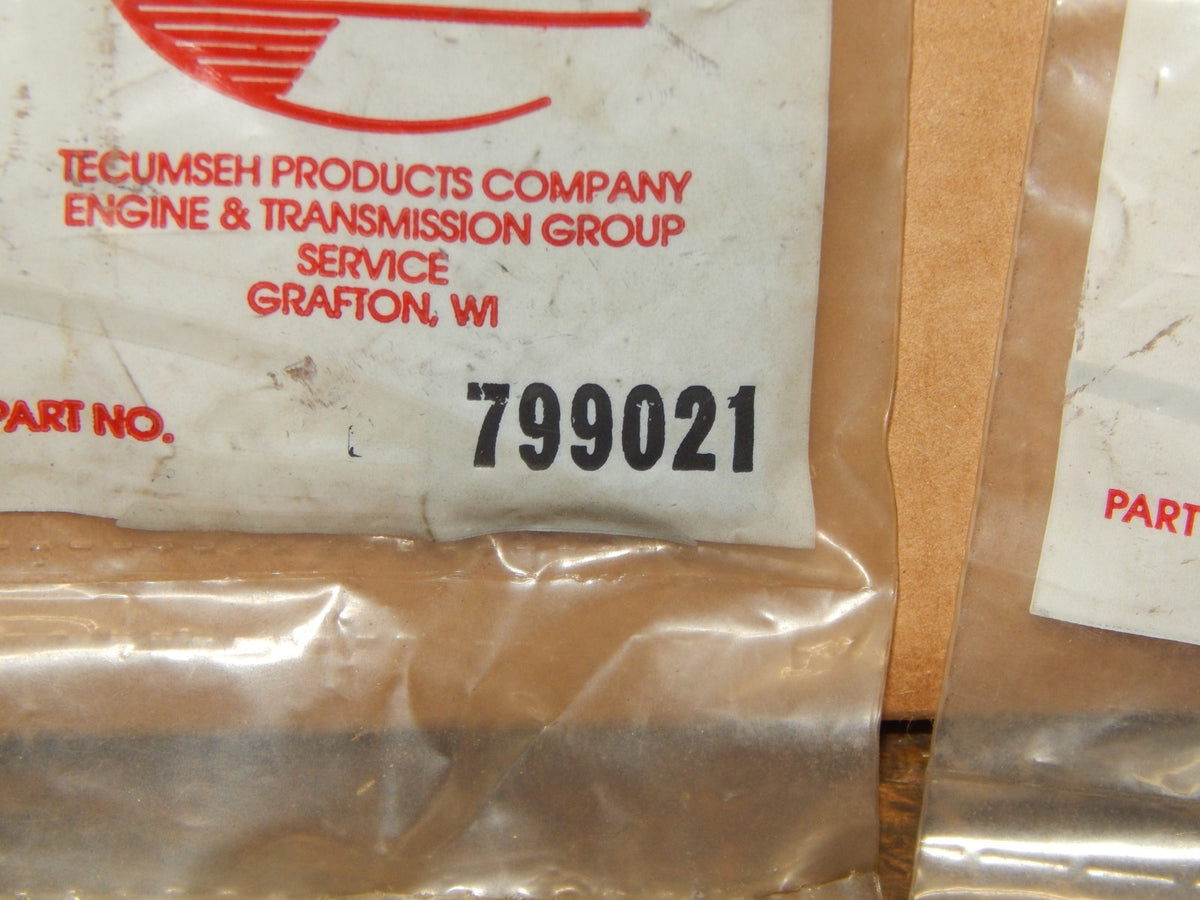 TECUMSEH PRODUCTS COMPANY
ENGINE & TRANSMISSION GROUP
SERVICE
GRAFTON, WI
PART NO. 799021
PART